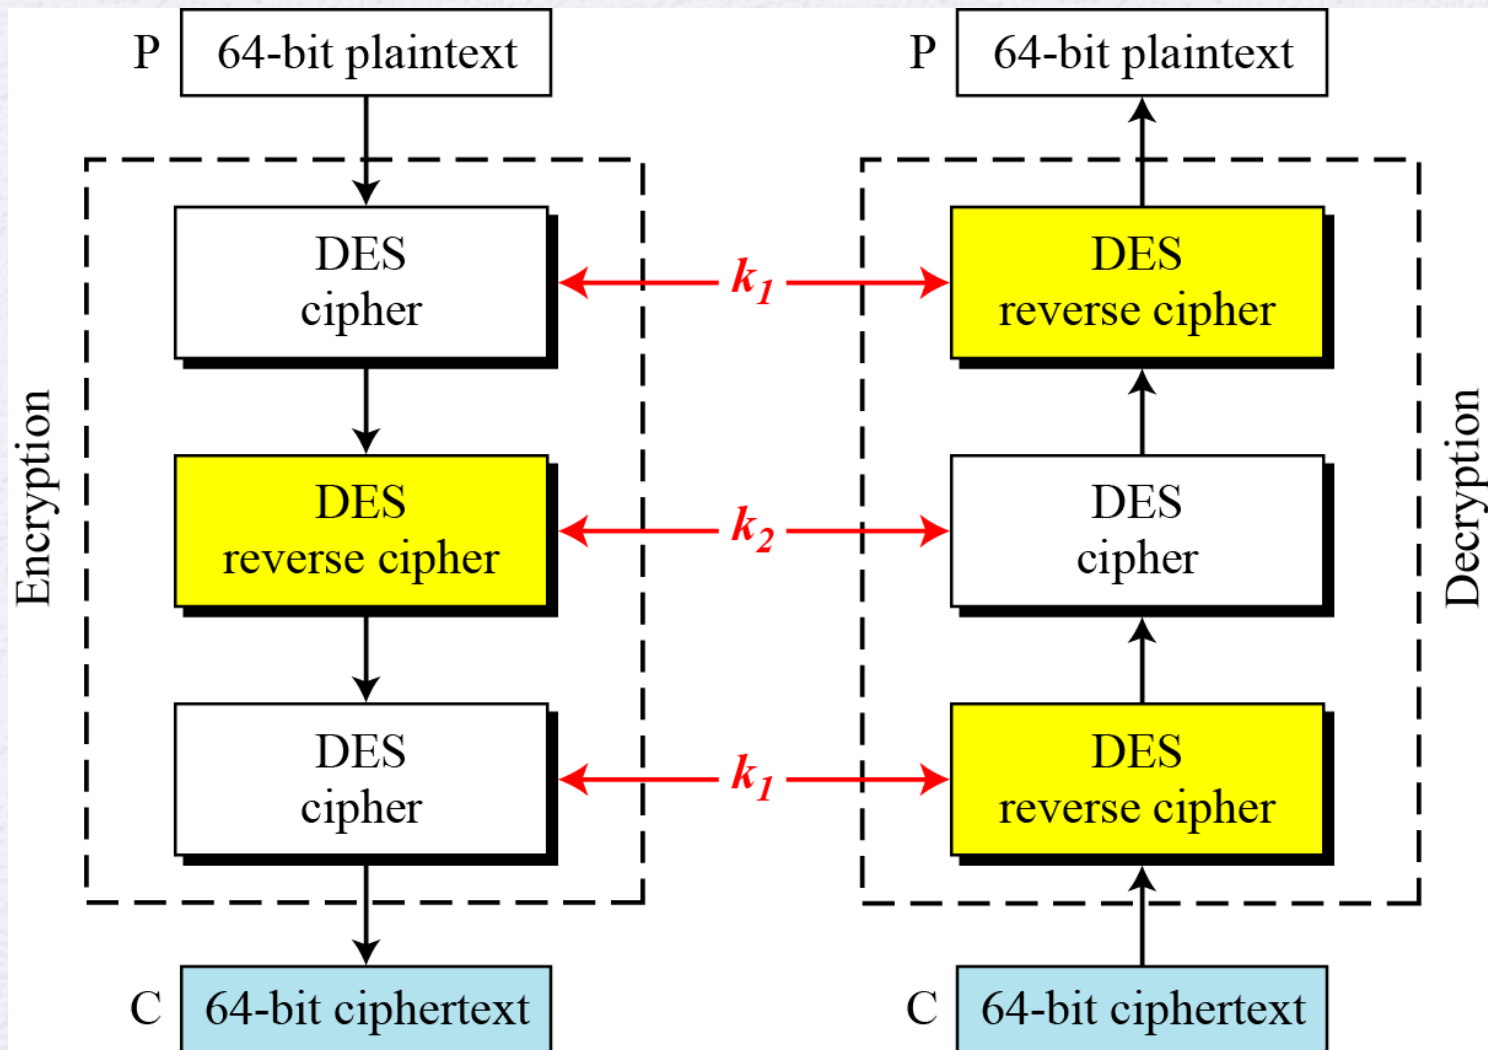 P 64-bit plaintext
P 64-bit plaintext
Encryption
DES
cipher
k1
DES
reverse cipher
DES
reverse cipher
k2
DES
cipher
DES
cipher
k1
DES
reverse cipher
Decryption
C 64-bit ciphertext
C 64-bit ciphertext